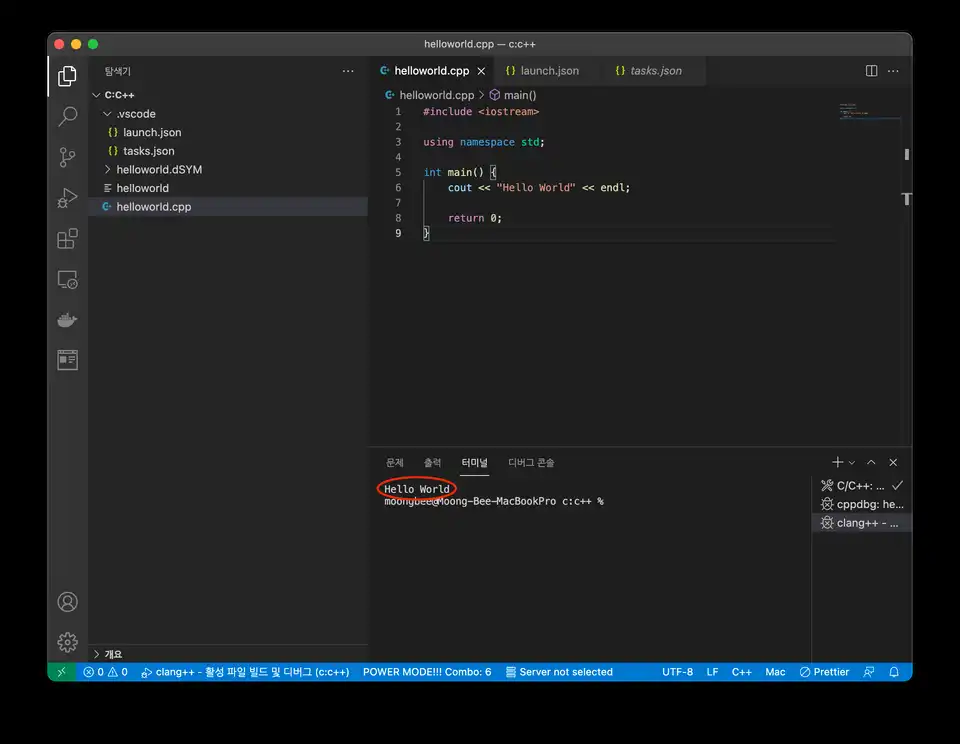 helloworld.cpp — c:c++
탐색기
C:C++
.vscode
launch.json
tasks.json
helloworld.dSYM
helloworld
helloworld.cpp
개요
helloworld.cpp
{} launch.json
{} tasks.json
helloworld.cpp > main()
1 #include <iostream>
2
3 using namespace std;
4
5 int main() {
6 cout << "Hello World" << endl;
7
8 return 0;
9 }
문제 출력 터미널 디버그 콘솔
Hello World
moongbee@Moong-Bee-MacBookPro c:c++ %
C/C++: ...
cppdbg: he...
clang++ - ...
0 0 clang++ - 활성 파일 빌드 및 디버그 (c:c++) POWER MODE!!! Combo: 6 Server not selected UTF-8 LF C++ Mac Prettier